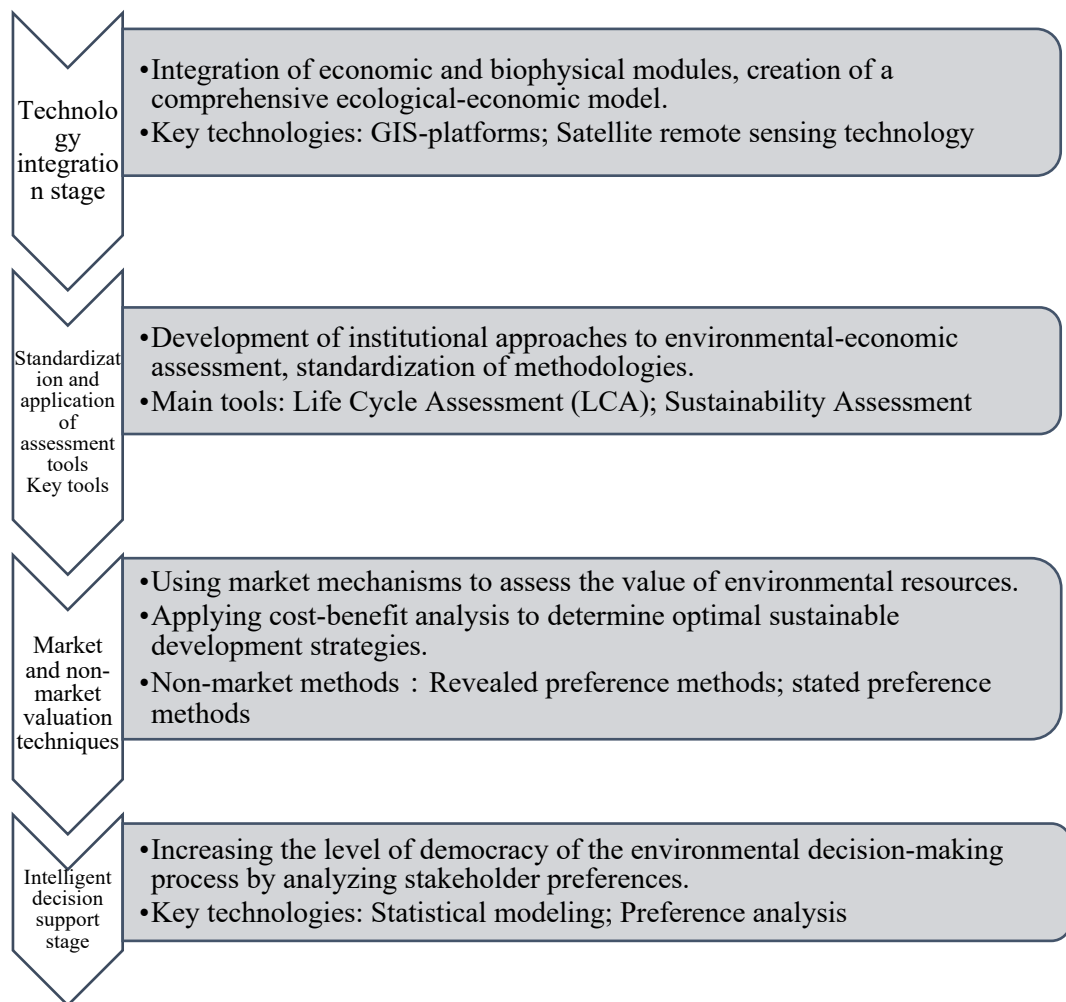 Technolo
gy
integratio
n stage
•Integration of economic and biophysical modules, creation of a
comprehensive ecological-economic model.
•Key technologies: GIS-platforms; Satellite remote sensing technology
Standardizat
ion and
application
of
assessment
tools
Key tools
•Development of institutional approaches to environmental-economic
assessment, standardization of methodologies.
•Main tools: Life Cycle Assessment (LCA); Sustainability Assessment
Market
and non-
market
valuation
techniques
•Using market mechanisms to assess the value of environmental resources.
•Applying cost-benefit analysis to determine optimal sustainable
development strategies.
•Non-market methods：Revealed preference methods; stated preference
methods
Intelligent
decision
support
stage
•Increasing the level of democracy of the environmental decision-making
process by analyzing stakeholder preferences.
•Key technologies: Statistical modeling; Preference analysis